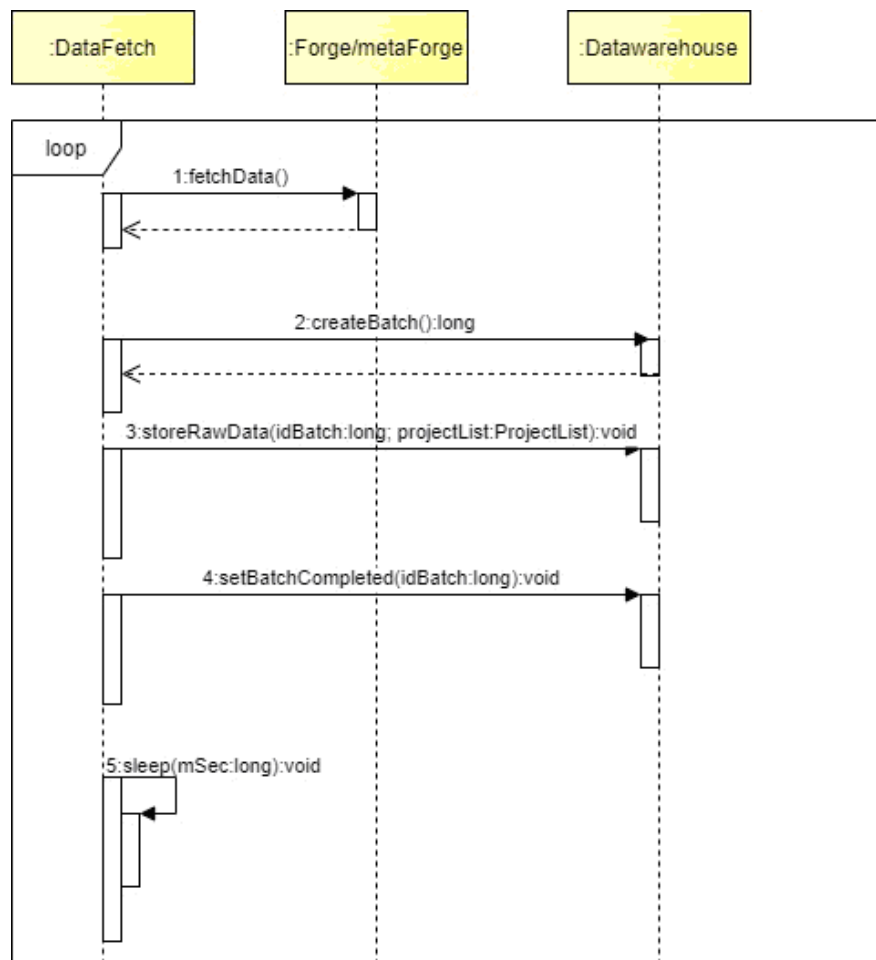 :DataFetch
:Forge/metaForge
:Datawarehouse
loop
1:fetchData()
2:createBatch():long
3:storeRawData(idBatch:long; projectList:ProjectList):void
4:setBatchCompleted(idBatch:long):void
5:sleep(mSec:long):void